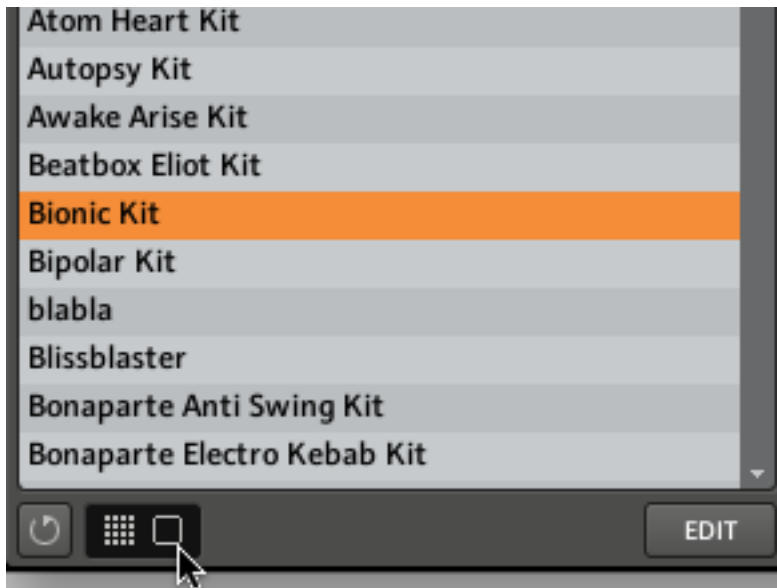 Atom Heart Kit
Autopsy Kit
Awake Arise Kit
Beatbox Eliot Kit
Bionic Kit
Bipolar Kit
blabla
Blissblaster
Bonaparte Anti Swing Kit
Bonaparte Electro Kebab Kit
EDIT